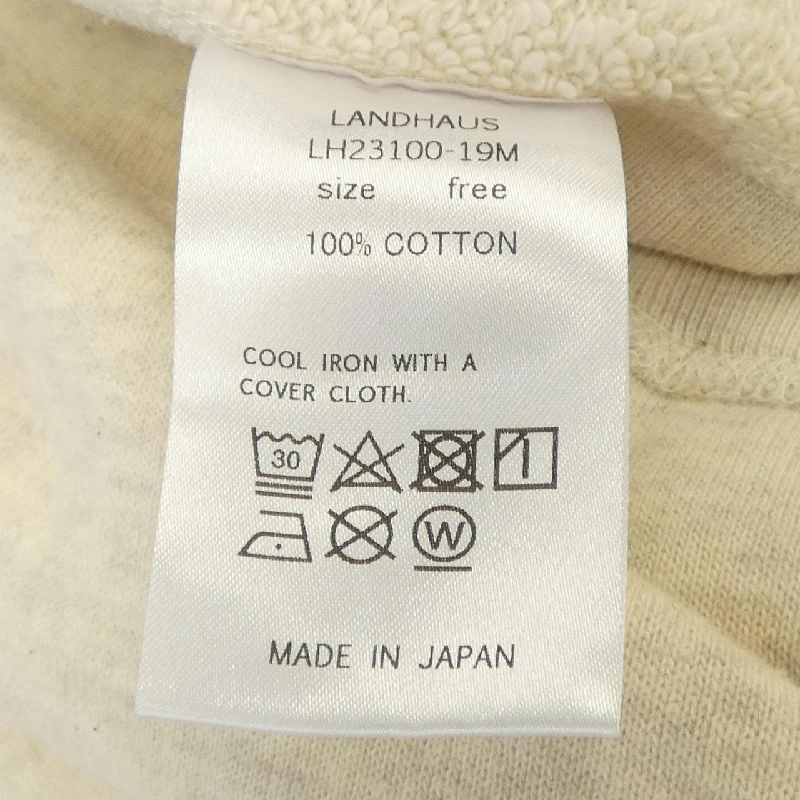 LANDHAUS
LH23100-19M
size free
100% COTTON
COOL IRON WITH A
COVER CLOTH.
30
W
MADE IN JAPAN